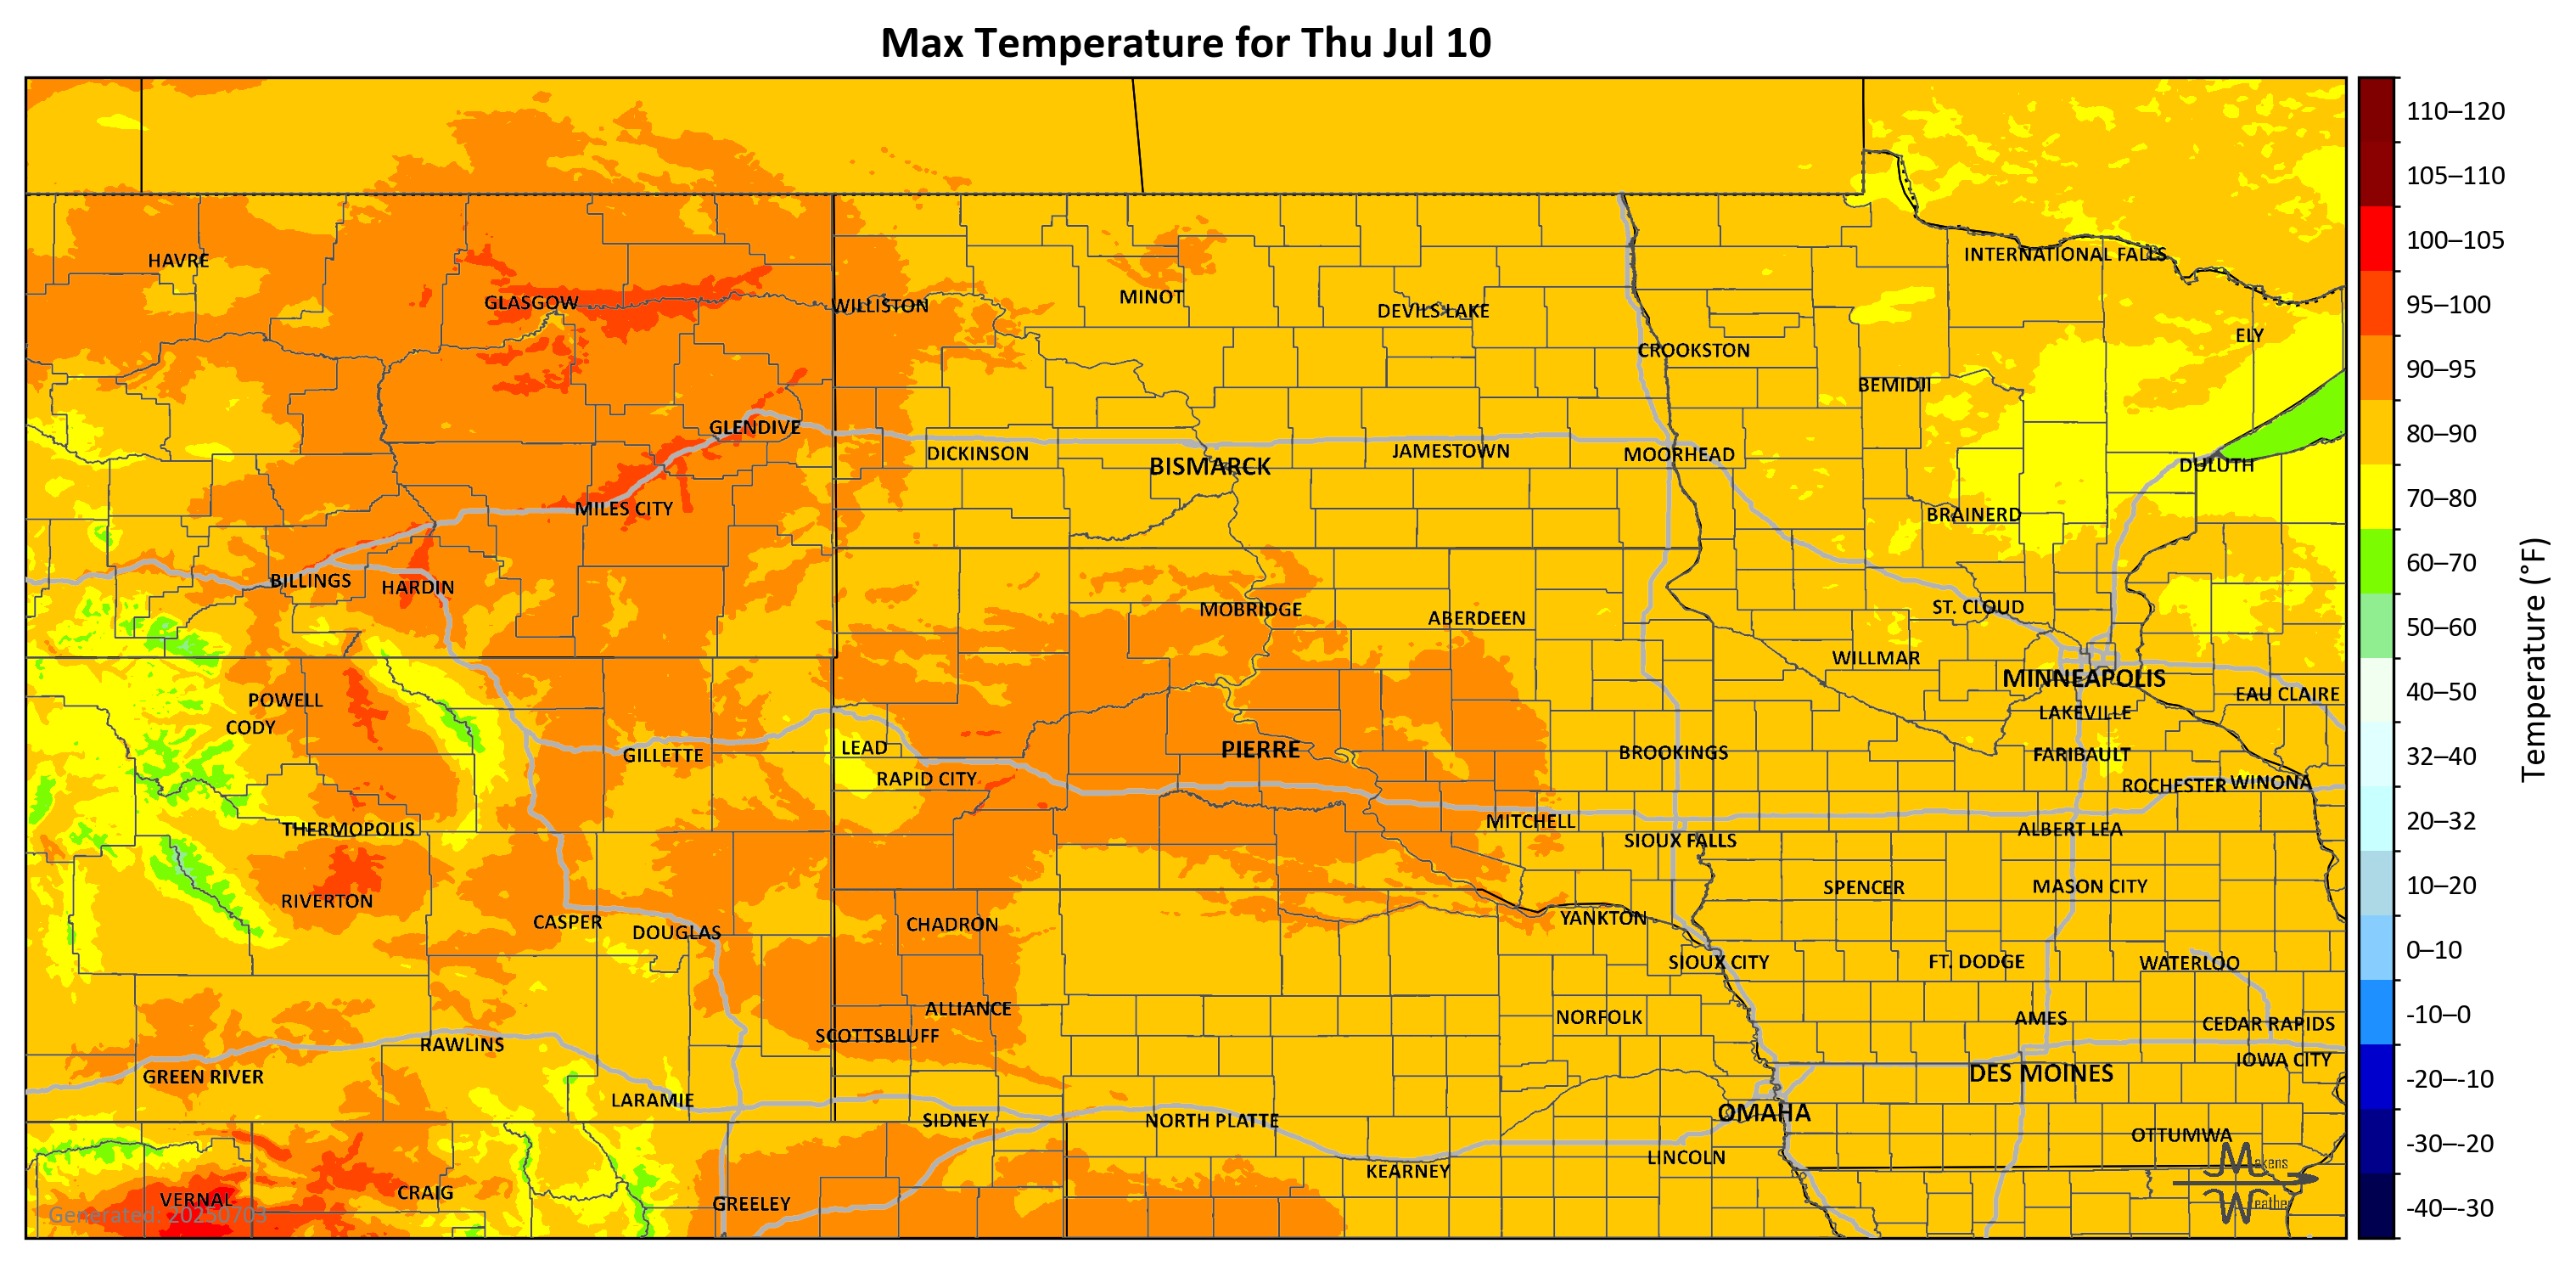 Max Temperature for Thu Jul 10
HAVRE
GLASGOW
WILLISTON
MINOT
DEVILS LAKE
INTERNATIONAL FALLS
ELY
CROOKSTON
BEMIDJI
GLENDIVE
DICKINSON
BISMARCK
JAMESTOWN
MOORHEAD
DULUTH
MILES CITY
BRAINERD
BILLINGS
HARDIN
MOBRIDGE
ABERDEEN
ST. CLOUD
WILLMAR
MINNEAPOLIS
EAU CLAIRE
POWELL
CODY
LAKEVILLE
GILLETTE
LEAD
RAPID CITY
PIERRE
BROOKINGS
FARIBAULT
ROCHESTER
WINONA
THERMOPOLIS
MITCHELL
SIOUX FALLS
ALBERT LEA
RIVERTON
SPENCER
MASON CITY
CASPER
DOUGLAS
CHADRON
YANKTON
SIOUX CITY
FT. DODGE
WATERLOO
ALLIANCE
SCOTTSBLUFF
NORFOLK
AMES
CEDAR RAPIDS
RAWLINS
IOWA CITY
GREEN RIVER
DES MOINES
LARAMIE
SIDNEY
NORTH PLATTE
OMAHA
OTTUMWA
KEARNEY
LINCOLN
VERNAL
CRAIG
GREELEY
Generated: 20250703
Makens
Weather
110–120
105–110
100–105
95–100
90–95
80–90
70–80
60–70
50–60
40–50
32–40
20–32
10–20
0–10
-10–0
-20–-10
-30–-20
-40–-30
Temperature (°F)